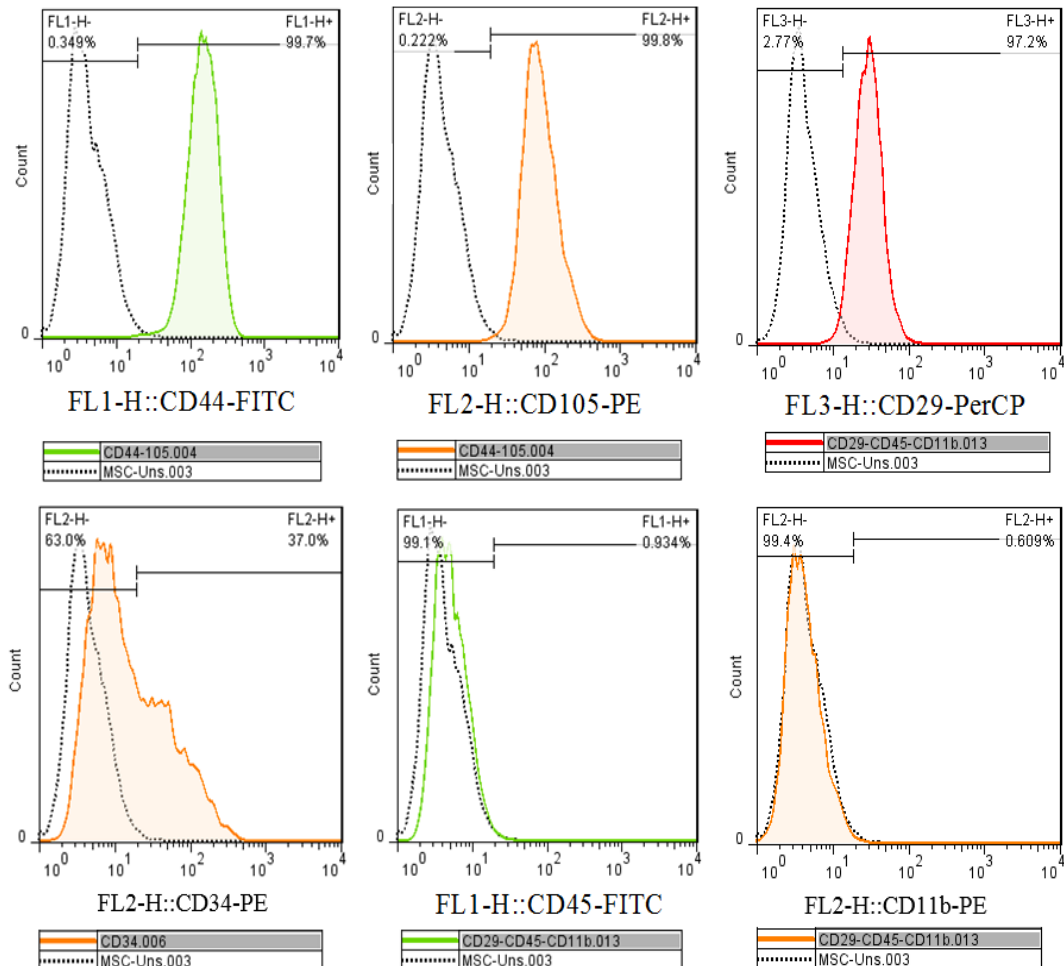 FL1-H- FL1-H+
0.349% 99.7%
Count
0
10^0 10^1 10^2 10^3 10^4
FL1-H::CD44-FITC
CD44-105.004
MSC-Uns.003
FL2-H- FL2-H+
0.222% 99.8%
Count
0
10^0 10^1 10^2 10^3 10^4
FL2-H::CD105-PE
CD44-105.004
MSC-Uns.003
FL3-H- FL3-H+
2.77% 97.2%
Count
0
10^0 10^1 10^2 10^3 10^4
FL3-H::CD29-PerCP
CD29-CD45-CD11b.013
MSC-Uns.003
FL2-H- FL2-H+
63.0% 37.0%
Count
0
10^0 10^1 10^2 10^3 10^4
FL2-H::CD34-PE
CD34.006
MSC-Uns.003
FL1-H- FL1-H+
99.1% 0.934%
Count
0
10^0 10^1 10^2 10^3 10^4
FL1-H::CD45-FITC
CD29-CD45-CD11b.013
MSC-Uns.003
FL2-H- FL2-H+
99.4% 0.609%
Count
0
10^0 10^1 10^2 10^3 10^4
FL2-H::CD11b-PE
CD29-CD45-CD11b.013
MSC-Uns.003